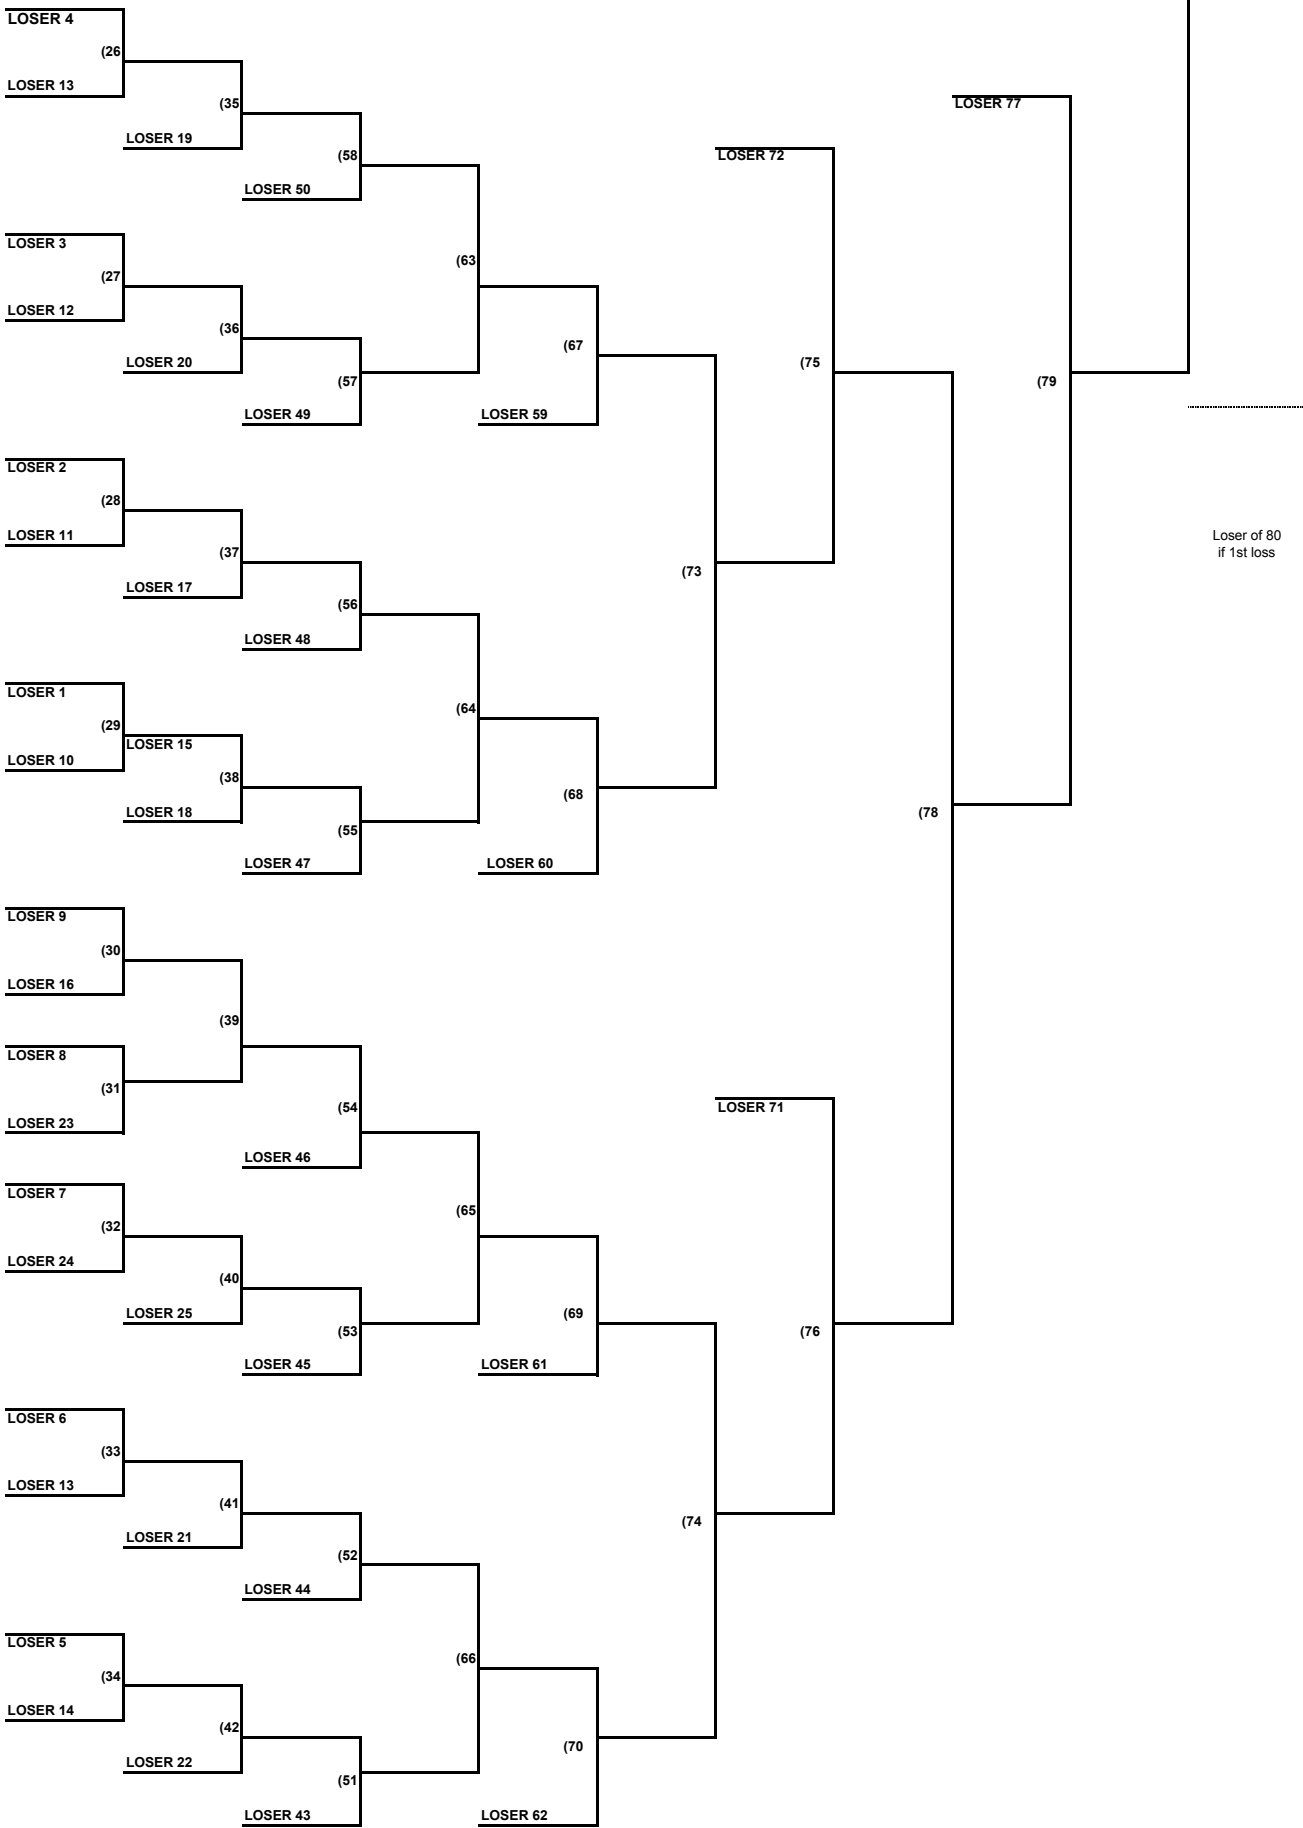 LOSER 4
(26
LOSER 13
(35
LOSER 77
LOSER 19
LOSER 72
(58
LOSER 50
LOSER 3
(63
(27
LOSER 12
(36
(67
LOSER 20
(75
(57
(79
LOSER 49
LOSER 59
LOSER 2
(28
LOSER 11
Loser of 80
if 1st loss
(37
(73
LOSER 17
(56
LOSER 48
LOSER 1
(64
(29
LOSER 15
LOSER 10
(38
(68
LOSER 18
(78
(55
LOSER 47
LOSER 60
LOSER 9
(30
LOSER 16
(39
LOSER 8
(31
(54
LOSER 71
LOSER 23
LOSER 46
LOSER 7
(65
(32
LOSER 24
(40
LOSER 25
(69
(53
(76
LOSER 45
LOSER 61
LOSER 6
(33
LOSER 13
(41
(74
LOSER 21
(52
LOSER 44
LOSER 5
(66
(34
LOSER 14
(42
(70
LOSER 22
(51
LOSER 43
LOSER 62